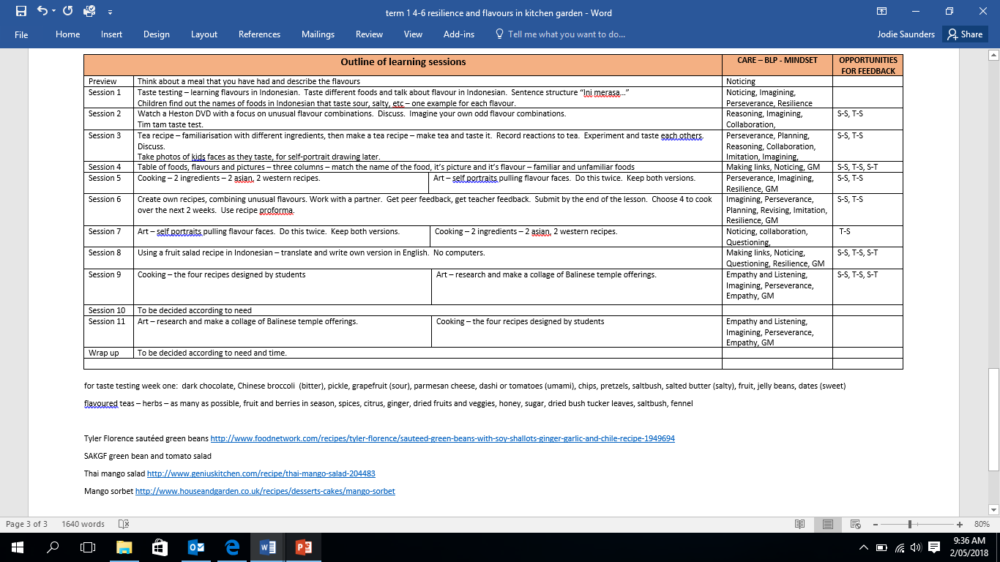 term 1 4-6 resilience and flavours in kitchen garden - Word
File Home Insert Design Layout References Mailings Review View Add-ins Tell me what you want to do... Jodie Saunders Share
Outline of learning sessions CARE – BLP - MINDSET OPPORTUNITIES
FOR FEEDBACK
Preview Think about a meal that you have had and describe the flavours Noticing
Session 1 Taste testing – learning flavours in Indonesian. Taste different foods and talk about flavour in Indonesian. Sentence structure “Ini merasa…” Noticing, Imagining,
Children find out the names of foods in Indonesian that taste sour, salty, etc – one example for each flavour. Perseverance, Resilience
Session 2 Watch a Heston DVD with a focus on unusual flavour combinations. Discuss. Imagine your own odd flavour combinations. Reasoning, Imagining, S-S, T-S
Tim tam taste test. Collaboration,
Session 3 Tea recipe – familiarisation with different ingredients, then make a tea recipe – make tea and taste it. Record reactions to tea. Experiment and taste each others. Perseverance, Planning, S-S, T-S
Discuss. Reasoning, Collaboration,
Take photos of kids faces as they taste, for self-portrait drawing later. Imitation, Imagining,
Session 4 Table of foods, flavours and pictures – three columns – match the name of the food, it’s picture and it’s flavour – familiar and unfamiliar foods Making links, Noticing, GM S-S, T-S, S-T
Session 5 Cooking – 2 ingredients – 2 asian, 2 western recipes. Art – self portraits pulling flavour faces. Do this twice. Keep both versions. Perseverance, Imagining, S-S, T-S
Resilience, GM
Session 6 Create own recipes, combining unusual flavours. Work with a partner. Get peer feedback, get teacher feedback. Submit by the end of the lesson. Choose 4 to cook Imagining, Perseverance, S-S, T-S
over the next 2 weeks. Use recipe proforma. Planning, Revising, Imitation,
Resilience, GM
Session 7 Art – self portraits pulling flavour faces. Do this twice. Keep both versions. Cooking – 2 ingredients – 2 asian, 2 western recipes. Noticing, collaboration, T-S
Questioning,
Session 8 Using a fruit salad recipe in Indonesian – translate and write own version in English. No computers. Making links, Noticing, S-S, T-S, S-T
Questioning, Resilience, GM
Session 9 Cooking – the four recipes designed by students Art – research and make a collage of Balinese temple offerings. Empathy and Listening, S-S, T-S, S-T
Imagining, Perseverance,
Empathy, GM
Session 10 To be decided according to need
Session 11 Art – research and make a collage of Balinese temple offerings. Cooking – the four recipes designed by students Empathy and Listening,
Imagining, Perseverance,
Empathy, GM
Wrap up To be decided according to need and time.
for taste testing week one: dark chocolate, Chinese broccoli (bitter), pickle, grapefruit (sour), parmesan cheese, dashi or tomatoes (umami), chips, pretzels, saltbush, salted butter (salty), fruit, jelly beans, dates (sweet)
flavoured teas – herbs – as many as possible, fruit and berries in season, spices, citrus, ginger, dried fruits and veggies, honey, sugar, dried bush tucker leaves, saltbush, fennel
Tyler Florence sautéed green beans http://www.foodnetwork.com/recipes/tyler-florence/sauteed-green-beans-with-soy-shallots-ginger-garlic-and-chile-recipe-1949694
SAKGF green bean and tomato salad
Thai mango salad http://www.geniuskitchen.com/recipe/thai-mango-salad-204483
Mango sorbet http://www.houseandgarden.co.uk/recipes/desserts-cakes/mango-sorbet
Page 3 of 3 1640 words 80%
9:36 AM
2/05/2018